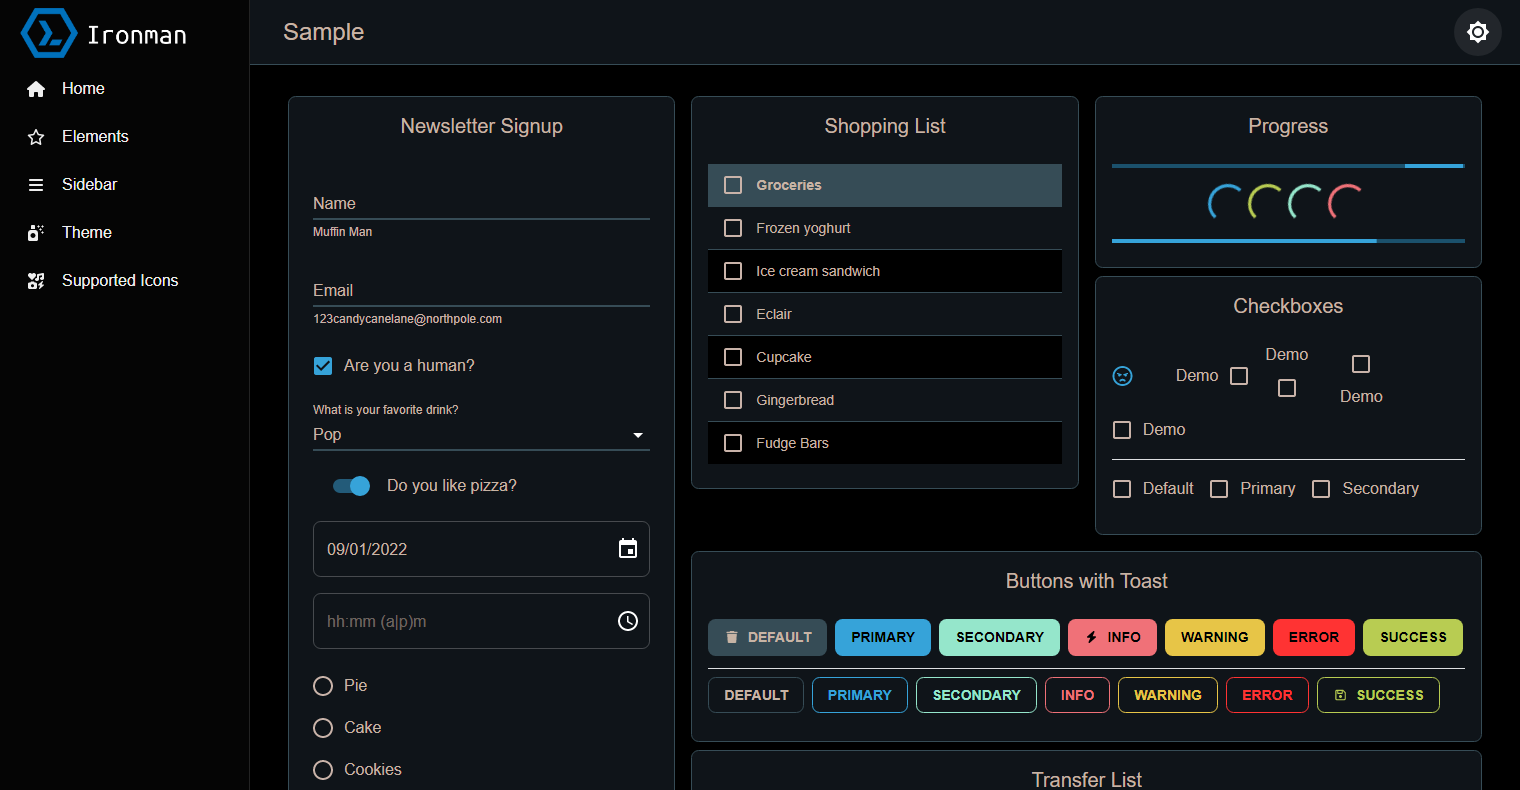 Ironman
Home
Elements
Sidebar
Theme
Supported Icons
Sample
Newsletter Signup
Name
Muffin Man
Email
123candycanelane@northpole.com
Are you a human?
What is your favorite drink?
Pop
Do you like pizza?
09/01/2022
hh:mm (a|p)m
Pie
Cake
Cookies
Shopping List
Groceries
Frozen yoghurt
Ice cream sandwich
Eclair
Cupcake
Gingerbread
Fudge Bars
Progress
Checkboxes
Demo
Demo
Demo
Demo
Default Primary Secondary
Buttons with Toast
DEFAULT PRIMARY SECONDARY INFO WARNING ERROR SUCCESS
DEFAULT PRIMARY SECONDARY INFO WARNING ERROR SUCCESS
Transfer List